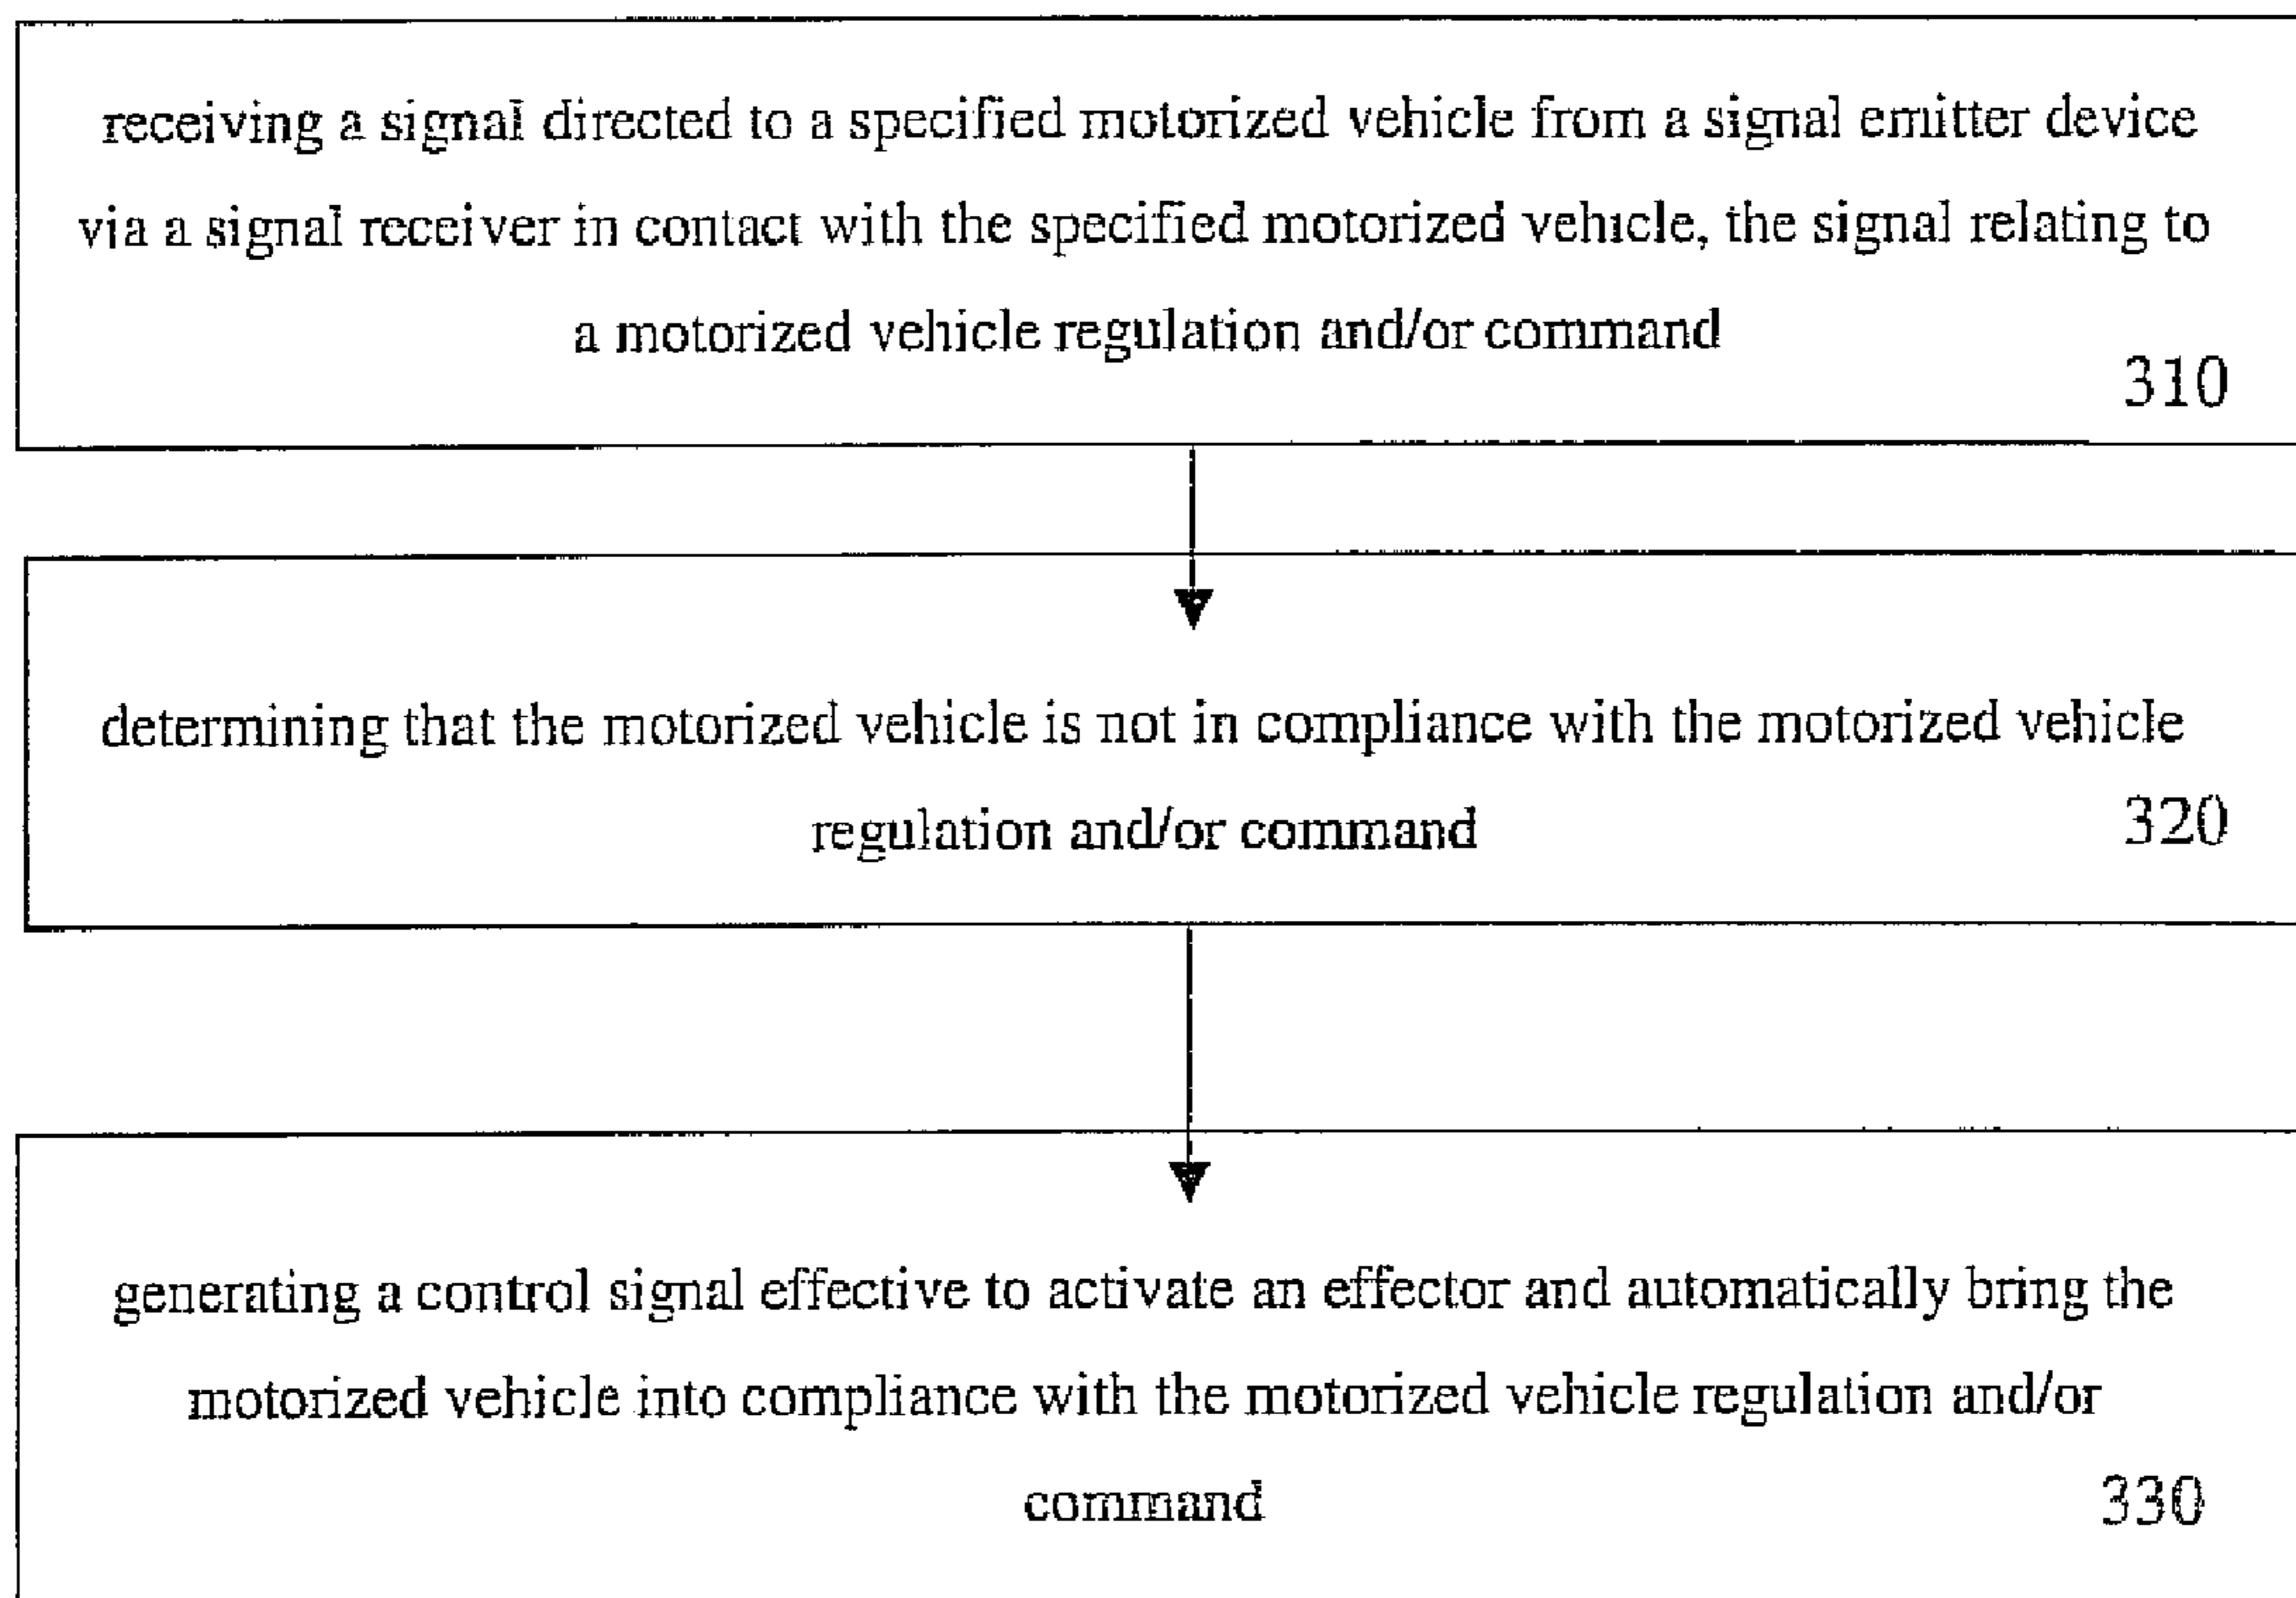 receiving a signal directed to a specified motorized vehicle from a signal emitter device
via a signal receiver in contact with the specified motorized vehicle, the signal relating to
a motorized vehicle regulation and/or command
310
determining that the motorized vehicle is not in compliance with the motorized vehicle
regulation and/or command
320
generating a control signal effective to activate an effector and automatically bring the
motorized vehicle into compliance with the motorized vehicle regulation and/or
command
330